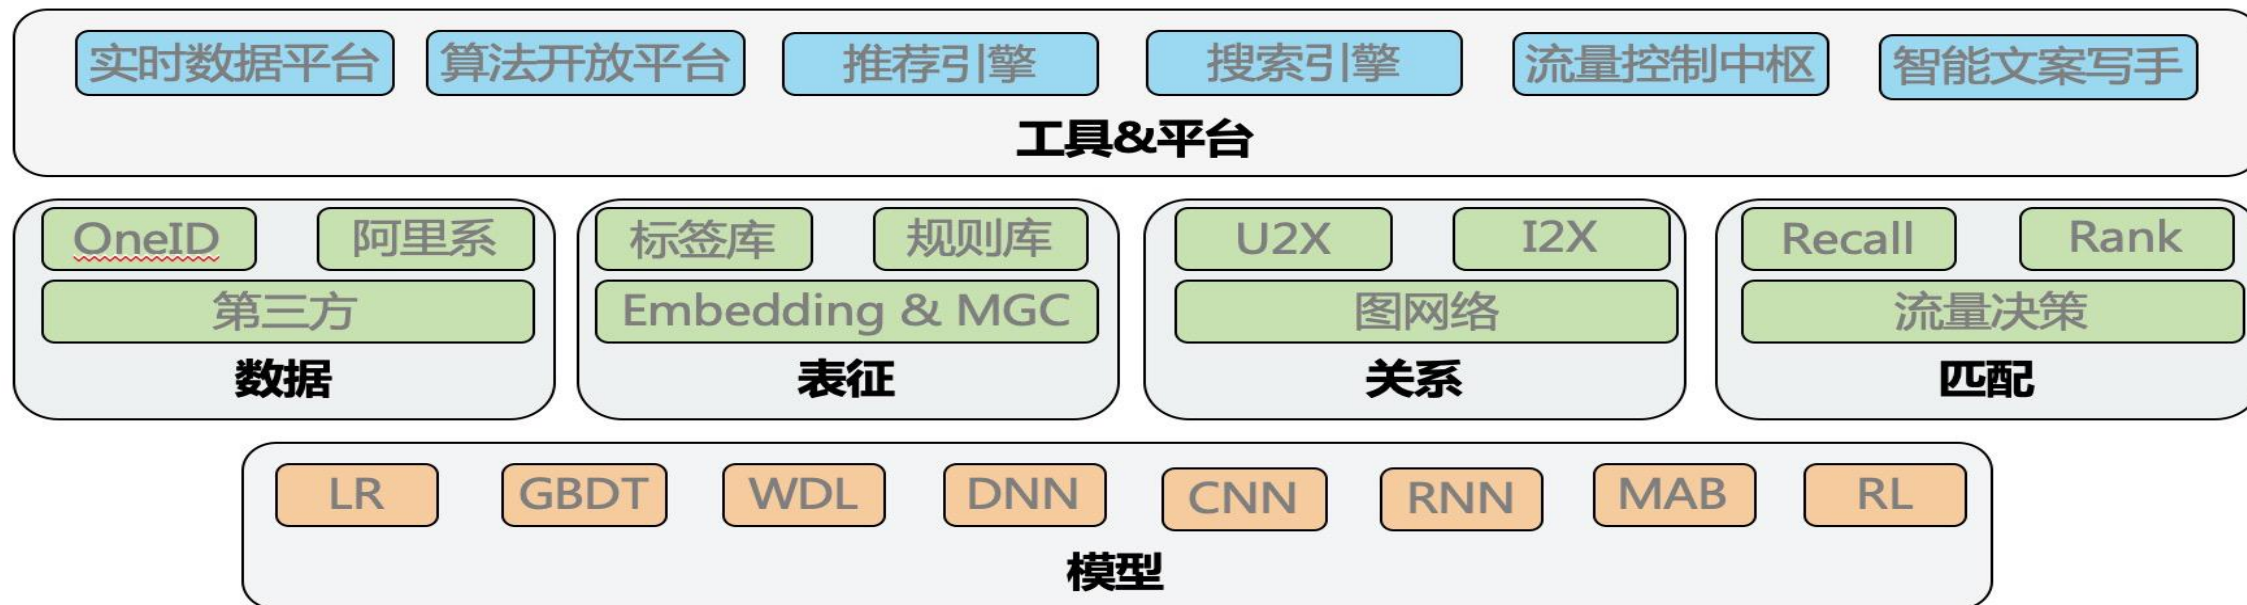 实时数据平台 算法开放平台 推荐引擎 搜索引擎 流量控制中枢 智能文案写手
工具&平台
OneID 阿里系 标签库 规则库 U2X I2X Recall Rank
第三方 Embedding & MGC 图网络 流量决策
数据 表征 关系 匹配
LR GBDT WDL DNN CNN RNN MAB RL
模型